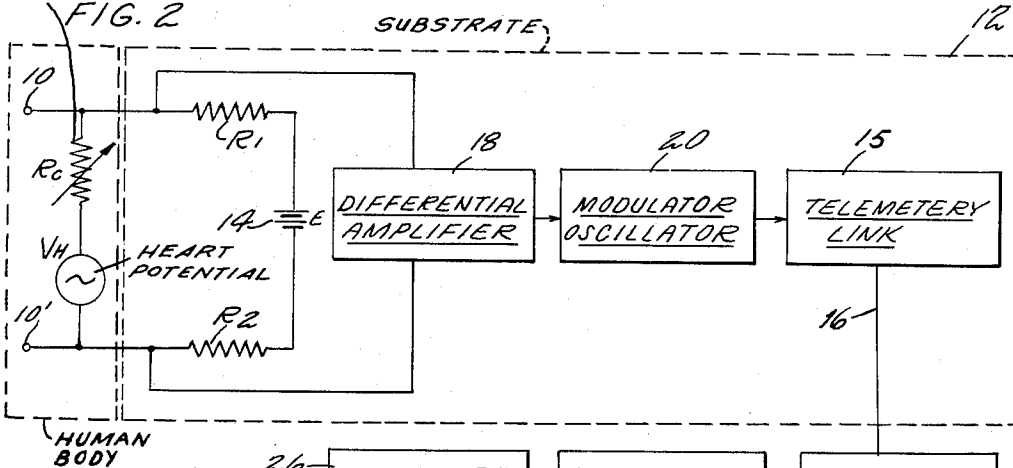 FIG. 2
SUBSTRATE
12
10
R1
RC
18
20
15
14
E
DIFFERENTIAL
AMPLIFIER
MODULATOR
OSCILLATOR
TELEMETERY
LINK
VH
HEART
POTENTIAL
10'
R2
16
HUMAN
BODY